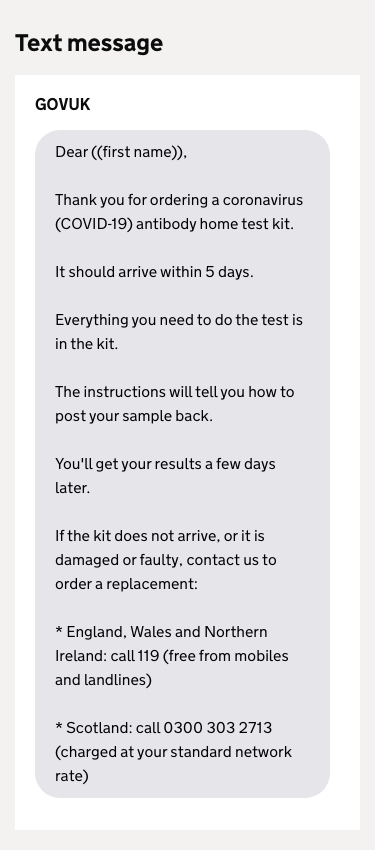 Text message
GOVUK
Dear ((first name)),
Thank you for ordering a coronavirus
(COVID-19) antibody home test kit.
It should arrive within 5 days.
Everything you need to do the test is
in the kit.
The instructions will tell you how to
post your sample back.
You'll get your results a few days
later.
If the kit does not arrive, or it is
damaged or faulty, contact us to
order a replacement:
* England, Wales and Northern
Ireland: call 119 (free from mobiles
and landlines)
* Scotland: call 0300 303 2713
(charged at your standard network
rate)